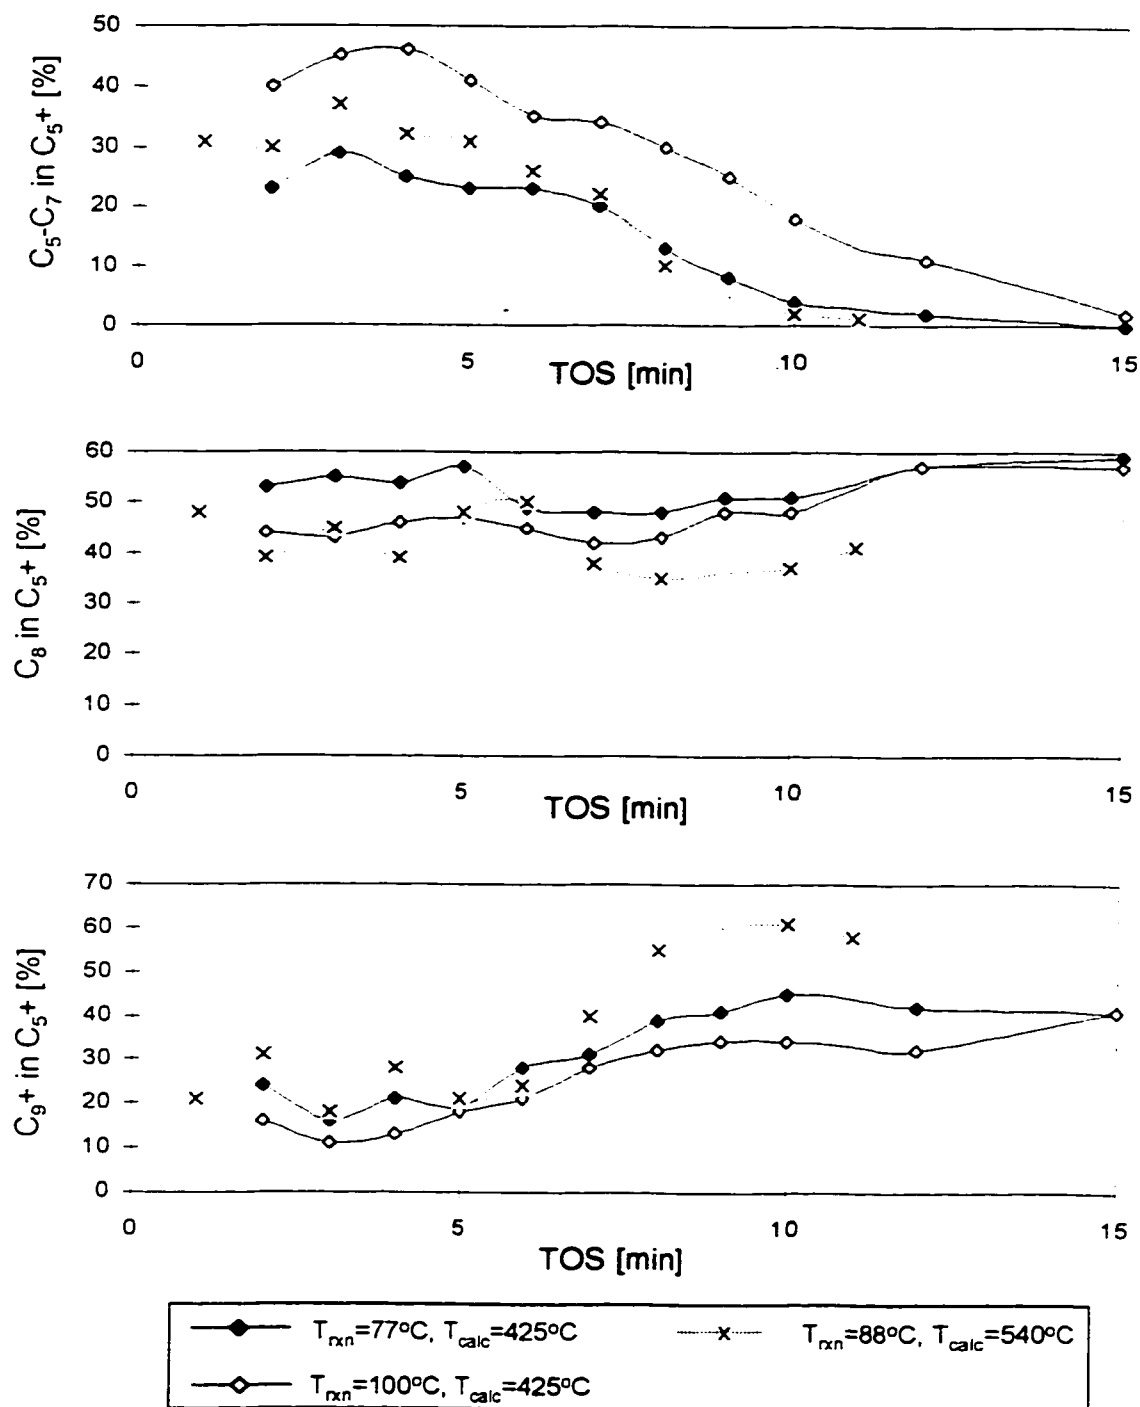 50
40
30
20
10
0
C₅-C₇ in C₅+ [%]
0 5 10 15
TOS [min]
60
50
40
30
20
10
0
C₈ in C₅+ [%]
0 5 10 15
TOS [min]
70
60
50
40
30
20
10
0
C₉+ in C₅+ [%]
0 5 10 15
TOS [min]
Tᵣₓₙ=77°C, T_calc=425°C Tᵣₓₙ=88°C, T_calc=540°C
Tᵣₓₙ=100°C, T_calc=425°C